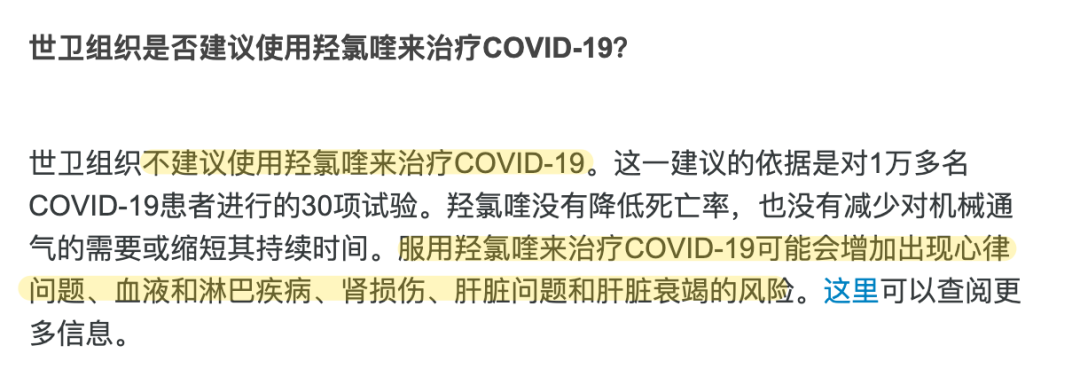 世卫组织是否建议使用羟氯喹来治疗COVID-19?
世卫组织不建议使用羟氯喹来治疗COVID-19。这一建议的依据是对1万多名
COVID-19患者进行的30项试验。羟氯喹没有降低死亡率，也没有减少对机械通
气的需要或缩短其持续时间。服用羟氯喹来治疗COVID-19可能会增加出现心律
问题、血液和淋巴疾病、肾损伤、肝脏问题和肝脏衰竭的风险。这里可以查阅更
多信息。